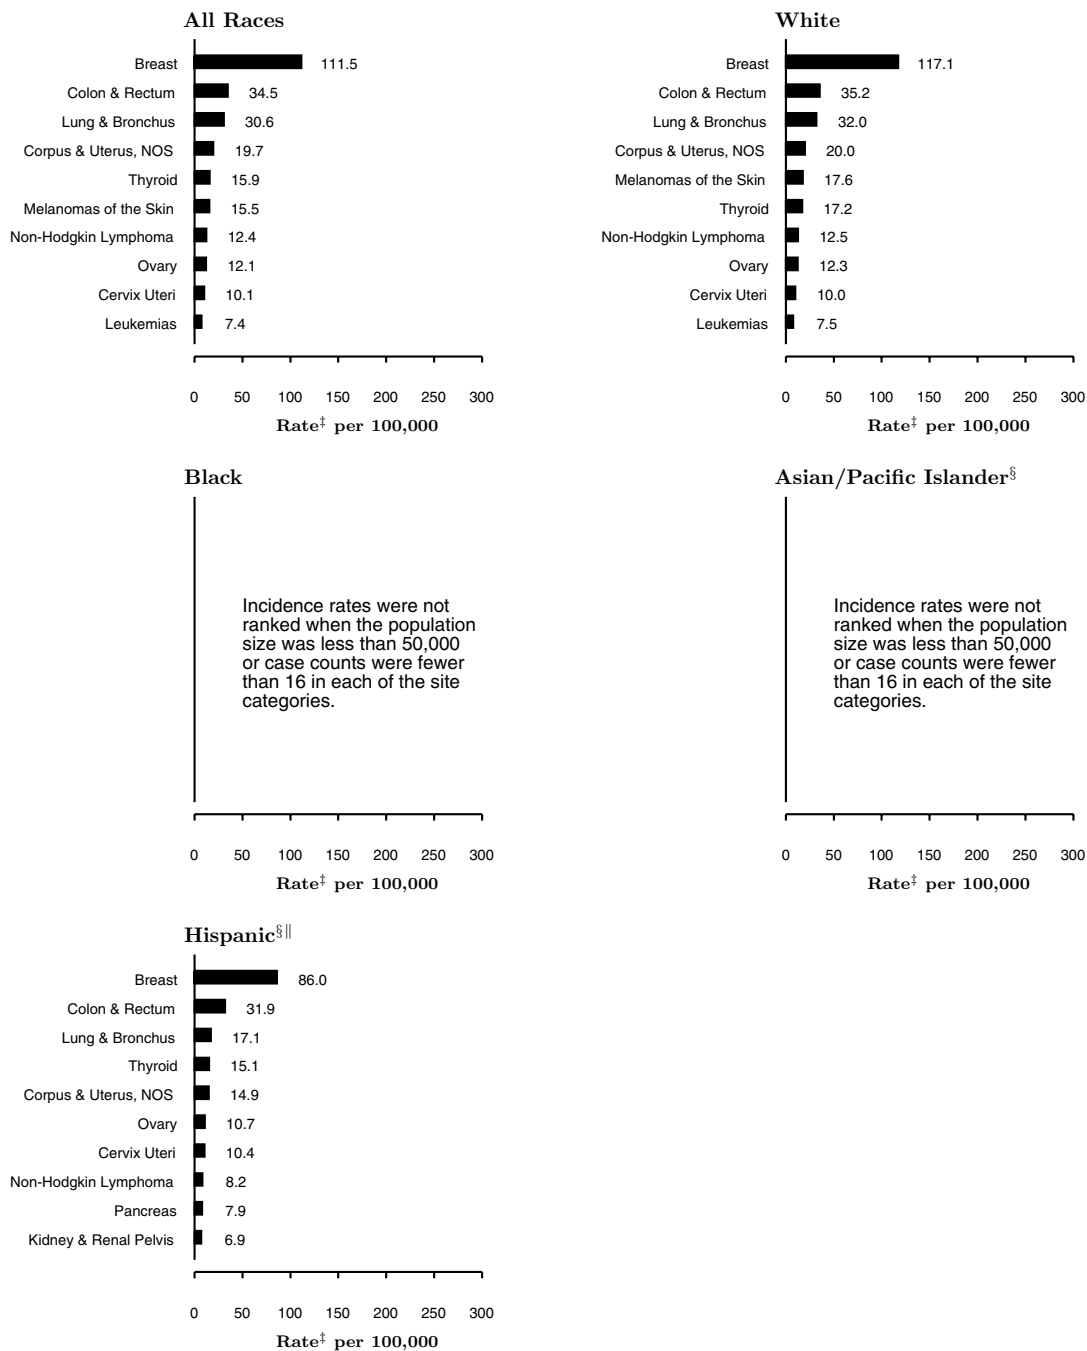 All Races
Breast 111.5
Colon & Rectum 34.5
Lung & Bronchus 30.6
Corpus & Uterus, NOS 19.7
Thyroid 15.9
Melanomas of the Skin 15.5
Non-Hodgkin Lymphoma 12.4
Ovary 12.1
Cervix Uteri 10.1
Leukemias 7.4
0 50 100 150 200 250 300
Rate‡ per 100,000
White
Breast 117.1
Colon & Rectum 35.2
Lung & Bronchus 32.0
Corpus & Uterus, NOS 20.0
Melanomas of the Skin 17.6
Thyroid 17.2
Non-Hodgkin Lymphoma 12.5
Ovary 12.3
Cervix Uteri 10.0
Leukemias 7.5
0 50 100 150 200 250 300
Rate‡ per 100,000
Black
Incidence rates were not
ranked when the population
size was less than 50,000
or case counts were fewer
than 16 in each of the site
categories.
0 50 100 150 200 250 300
Rate‡ per 100,000
Asian/Pacific Islander§
Incidence rates were not
ranked when the population
size was less than 50,000
or case counts were fewer
than 16 in each of the site
categories.
0 50 100 150 200 250 300
Rate‡ per 100,000
Hispanic§‖
Breast 86.0
Colon & Rectum 31.9
Lung & Bronchus 17.1
Thyroid 15.1
Corpus & Uterus, NOS 14.9
Ovary 10.7
Cervix Uteri 10.4
Non-Hodgkin Lymphoma 8.2
Pancreas 7.9
Kidney & Renal Pelvis 6.9
0 50 100 150 200 250 300
Rate‡ per 100,000